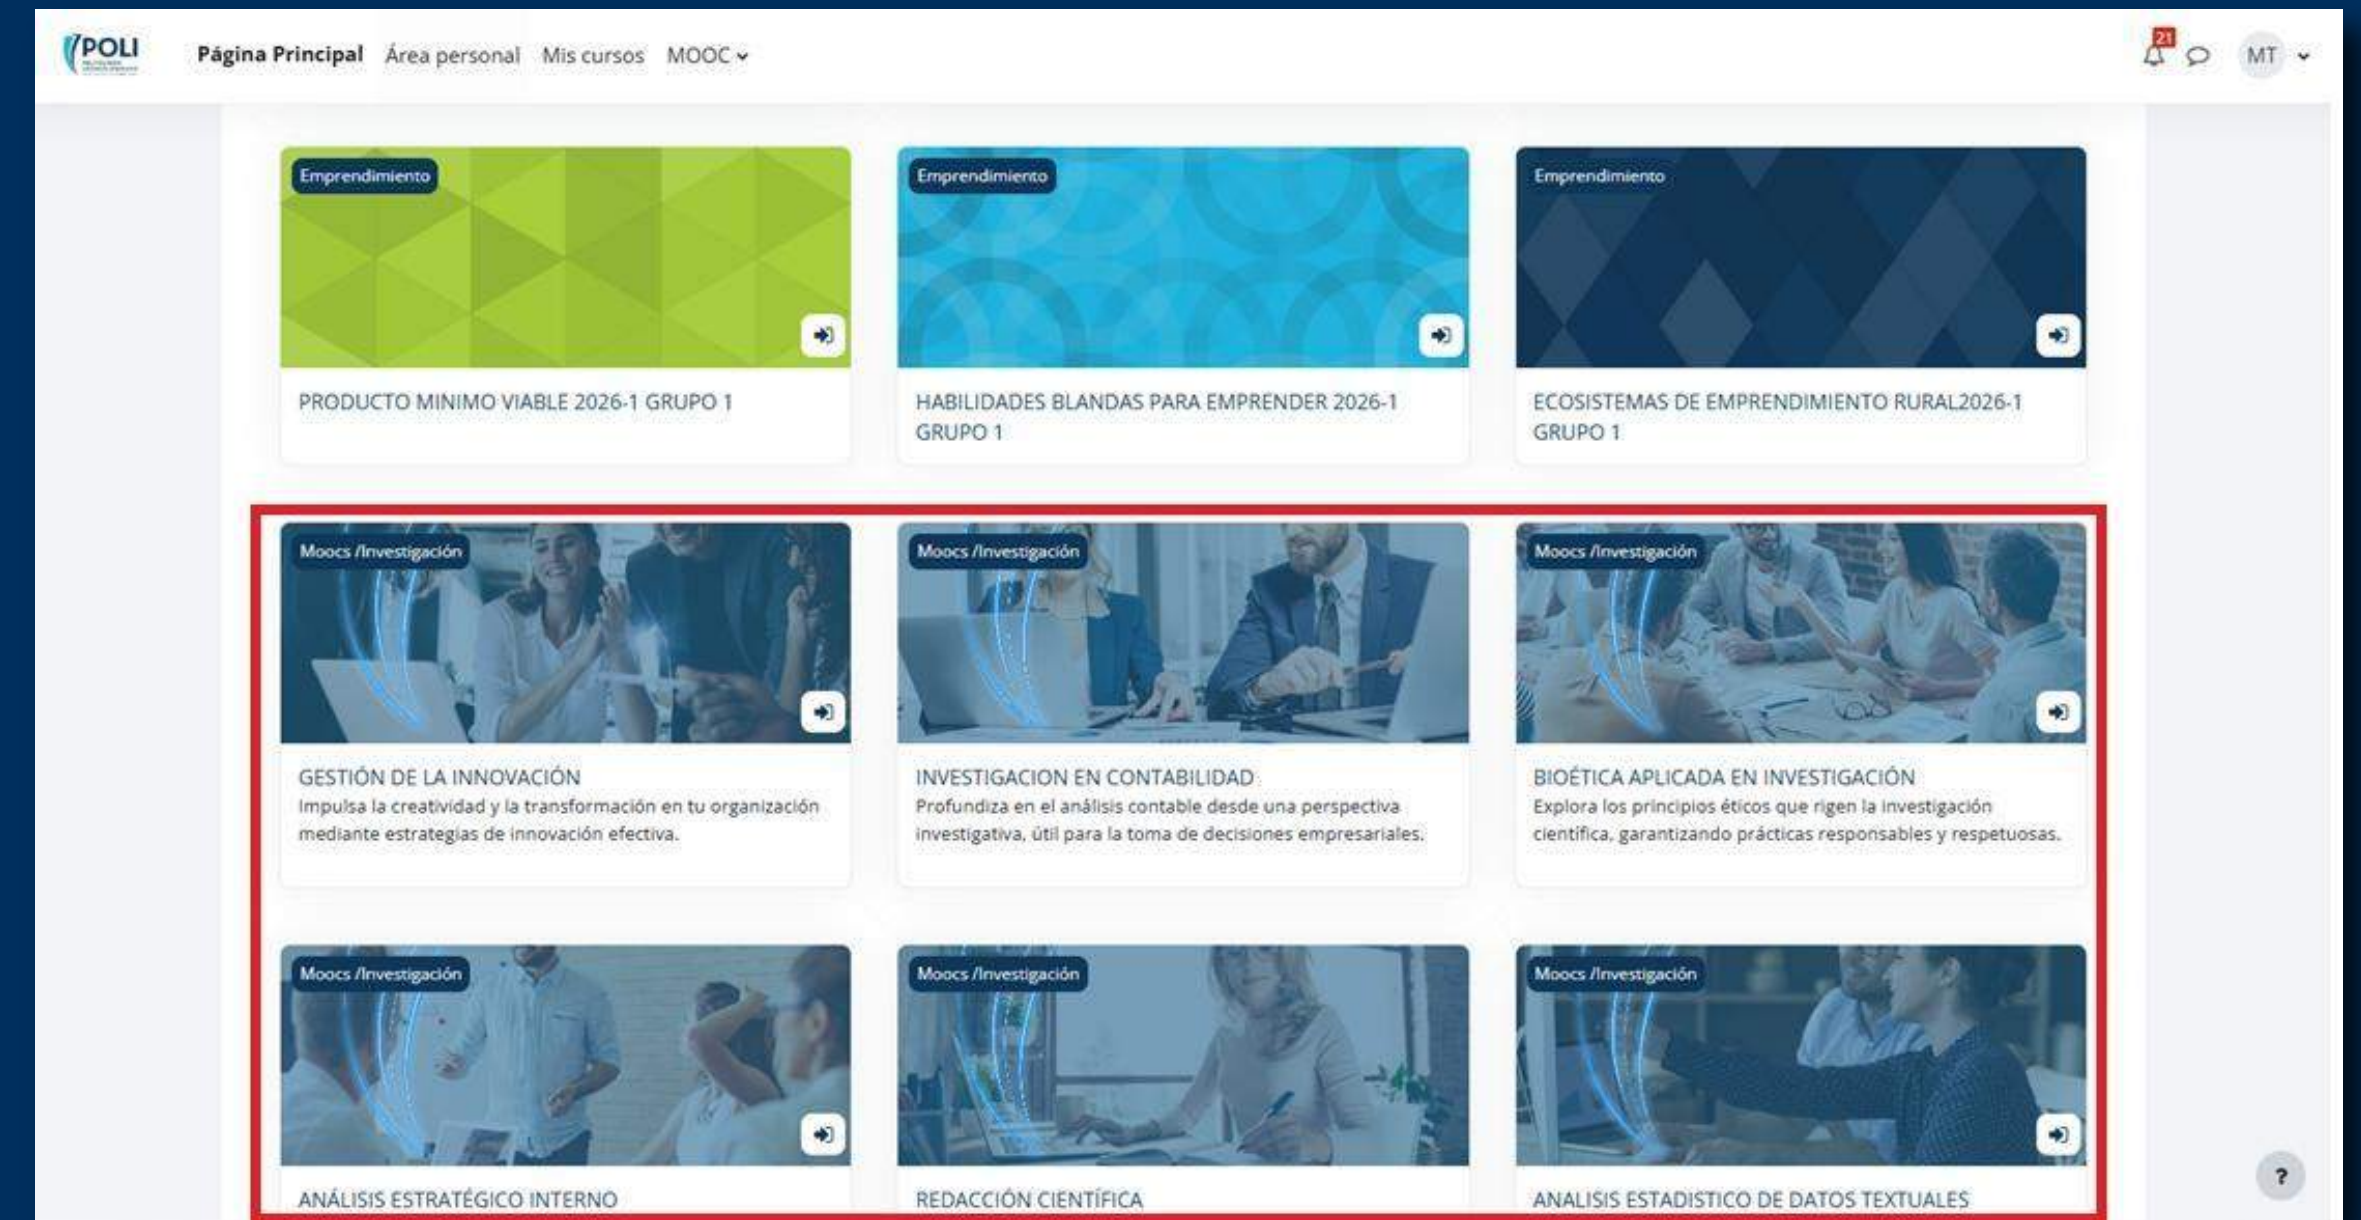 POLI
Página Principal Área personal Mis cursos MOOC
21
MT
Emprendimiento
Emprendimiento
Emprendimiento
PRODUCTO MINIMO VIABLE 2026-1 GRUPO 1
HABILIDADES BLANDAS PARA EMPRENDER 2026-1
GRUPO 1
ECOSISTEMAS DE EMPRENDIMIENTO RURAL2026-1
GRUPO 1
Moocs /Investigación
Moocs /Investigación
Moocs /Investigación
GESTIÓN DE LA INNOVACIÓN
Impulsa la creatividad y la transformación en tu organización
mediante estrategias de innovación efectiva.
INVESTIGACION EN CONTABILIDAD
Profundiza en el análisis contable desde una perspectiva
investigativa, útil para la toma de decisiones empresariales.
BIOÉTICA APLICADA EN INVESTIGACIÓN
Explora los principios éticos que rigen la investigación
científica, garantizando prácticas responsables y respetuosas.
Moocs /Investigación
Moocs /Investigación
Moocs /Investigación
ANÁLISIS ESTRATÉGICO INTERNO
REDACCIÓN CIENTÍFICA
ANALISIS ESTADISTICO DE DATOS TEXTUALES
?